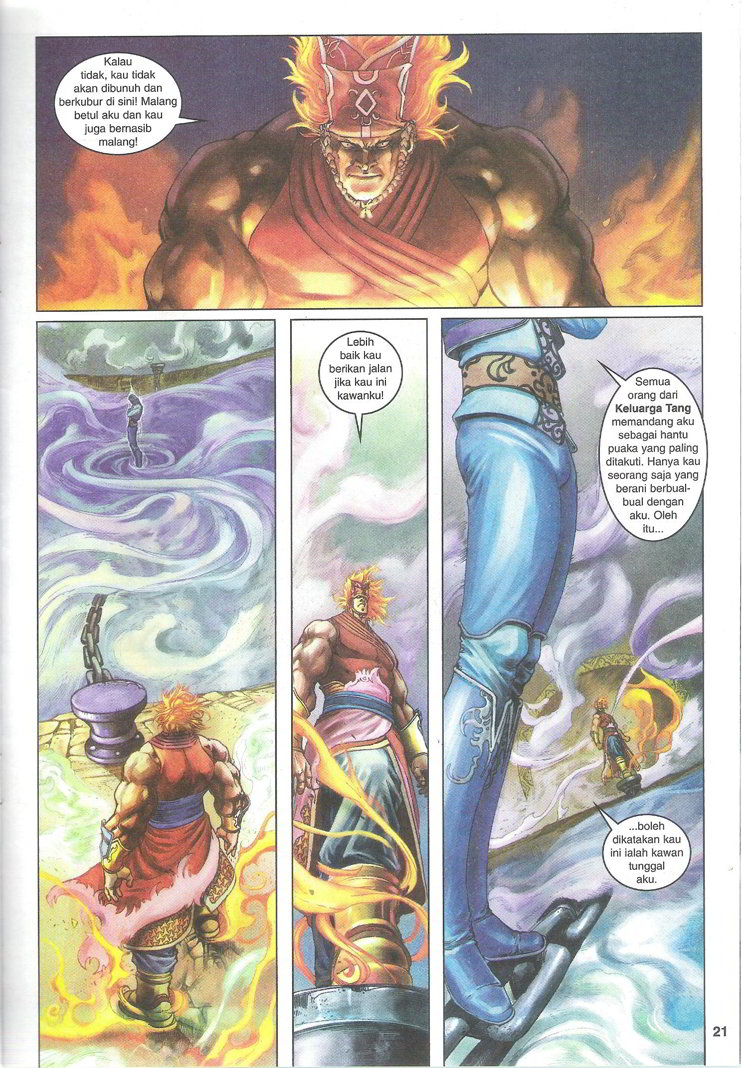 Kalau
tidak, kau tidak
akan dibunuh dan
berkubur di sini! Malang
betul aku dan kau
juga bernasib
malang!
Lebih
baik kau
berikan jalan
jika kau ini
kawanku!
Semua
orang dari
Keluarga Tang
memandang aku
sebagai hantu
puaka yang paling
ditakuti. Hanya kau
seorang saja yang
berani berbual-
bual dengan
aku. Oleh
itu...
...boleh
dikatakan kau
ini ialah kawan
tunggal
aku.
21